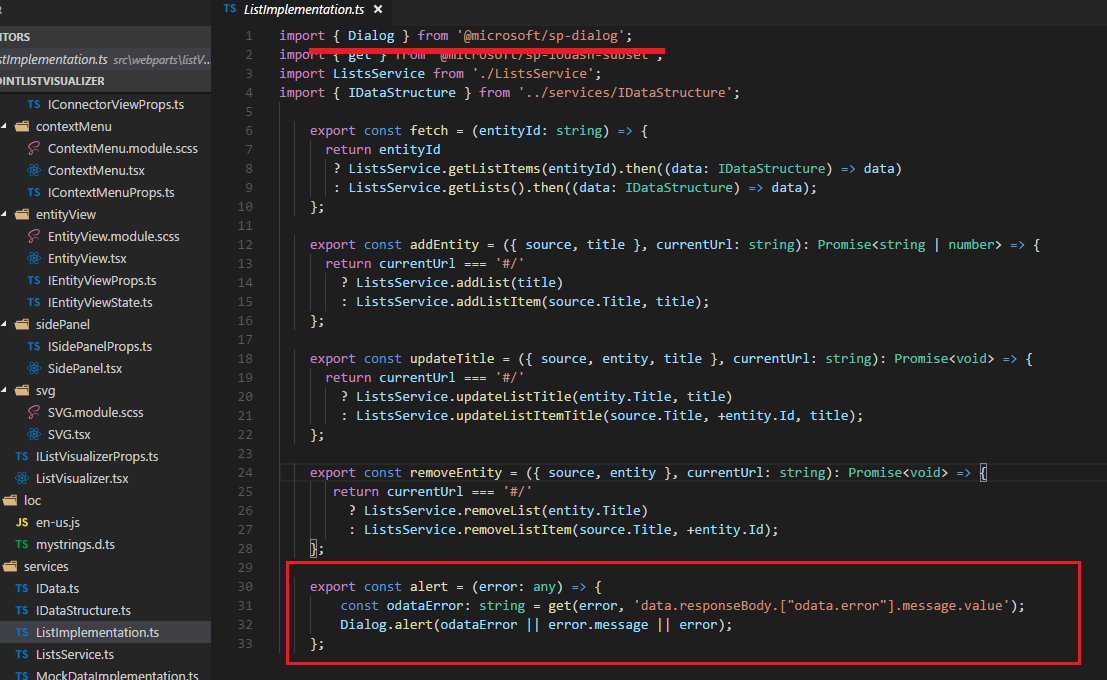 TS ListImplementation.ts ×
ITORS
stImplementation.ts src\webparts\listV...
OINTLISTVISUALIZER
TS IConnectorViewProps.ts
contextMenu
ContextMenu.module.scss
ContextMenu.tsx
TS IContextMenuProps.ts
entityView
EntityView.module.scss
EntityView.tsx
TS IEntityViewProps.ts
TS IEntityViewState.ts
sidePanel
TS ISidePanelProps.ts
SidePanel.tsx
svg
SVG.module.scss
SVG.tsx
TS IListVisualizerProps.ts
ListVisualizer.tsx
loc
JS en-us.js
TS mystrings.d.ts
services
TS IData.ts
TS IDataStructure.ts
TS ListImplementation.ts
TS ListsService.ts
TS MockDataImplementation.ts
1 import { Dialog } from '@microsoft/sp-dialog';
2 import { get } from '@microsoft/sp-lodash-subset';
3 import ListsService from './ListsService';
4 import { IDataStructure } from '../services/IDataStructure';
5
6 export const fetch = (entityId: string) => {
7 return entityId
8 ? ListsService.getListItems(entityId).then((data: IDataStructure) => data)
9 : ListsService.getLists().then((data: IDataStructure) => data);
10 };
11
12 export const addEntity = ({ source, title }, currentUrl: string): Promise<string | number> => {
13 return currentUrl === '#/'
14 ? ListsService.addList(title)
15 : ListsService.addListItem(source.Title, title);
16 };
17
18 export const updateTitle = ({ source, entity, title }, currentUrl: string): Promise<void> => {
19 return currentUrl === '#/'
20 ? ListsService.updateListTitle(entity.Title, title)
21 : ListsService.updateListItemTitle(source.Title, +entity.Id, title);
22 };
23
24 export const removeEntity = ({ source, entity }, currentUrl: string): Promise<void> => {
25 return currentUrl === '#/'
26 ? ListsService.removeList(entity.Title)
27 : ListsService.removeListItem(source.Title, +entity.Id);
28 };
29
30 export const alert = (error: any) => {
31 const odataError: string = get(error, 'data.responseBody.["odata.error"].message.value');
32 Dialog.alert(odataError || error.message || error);
33 };